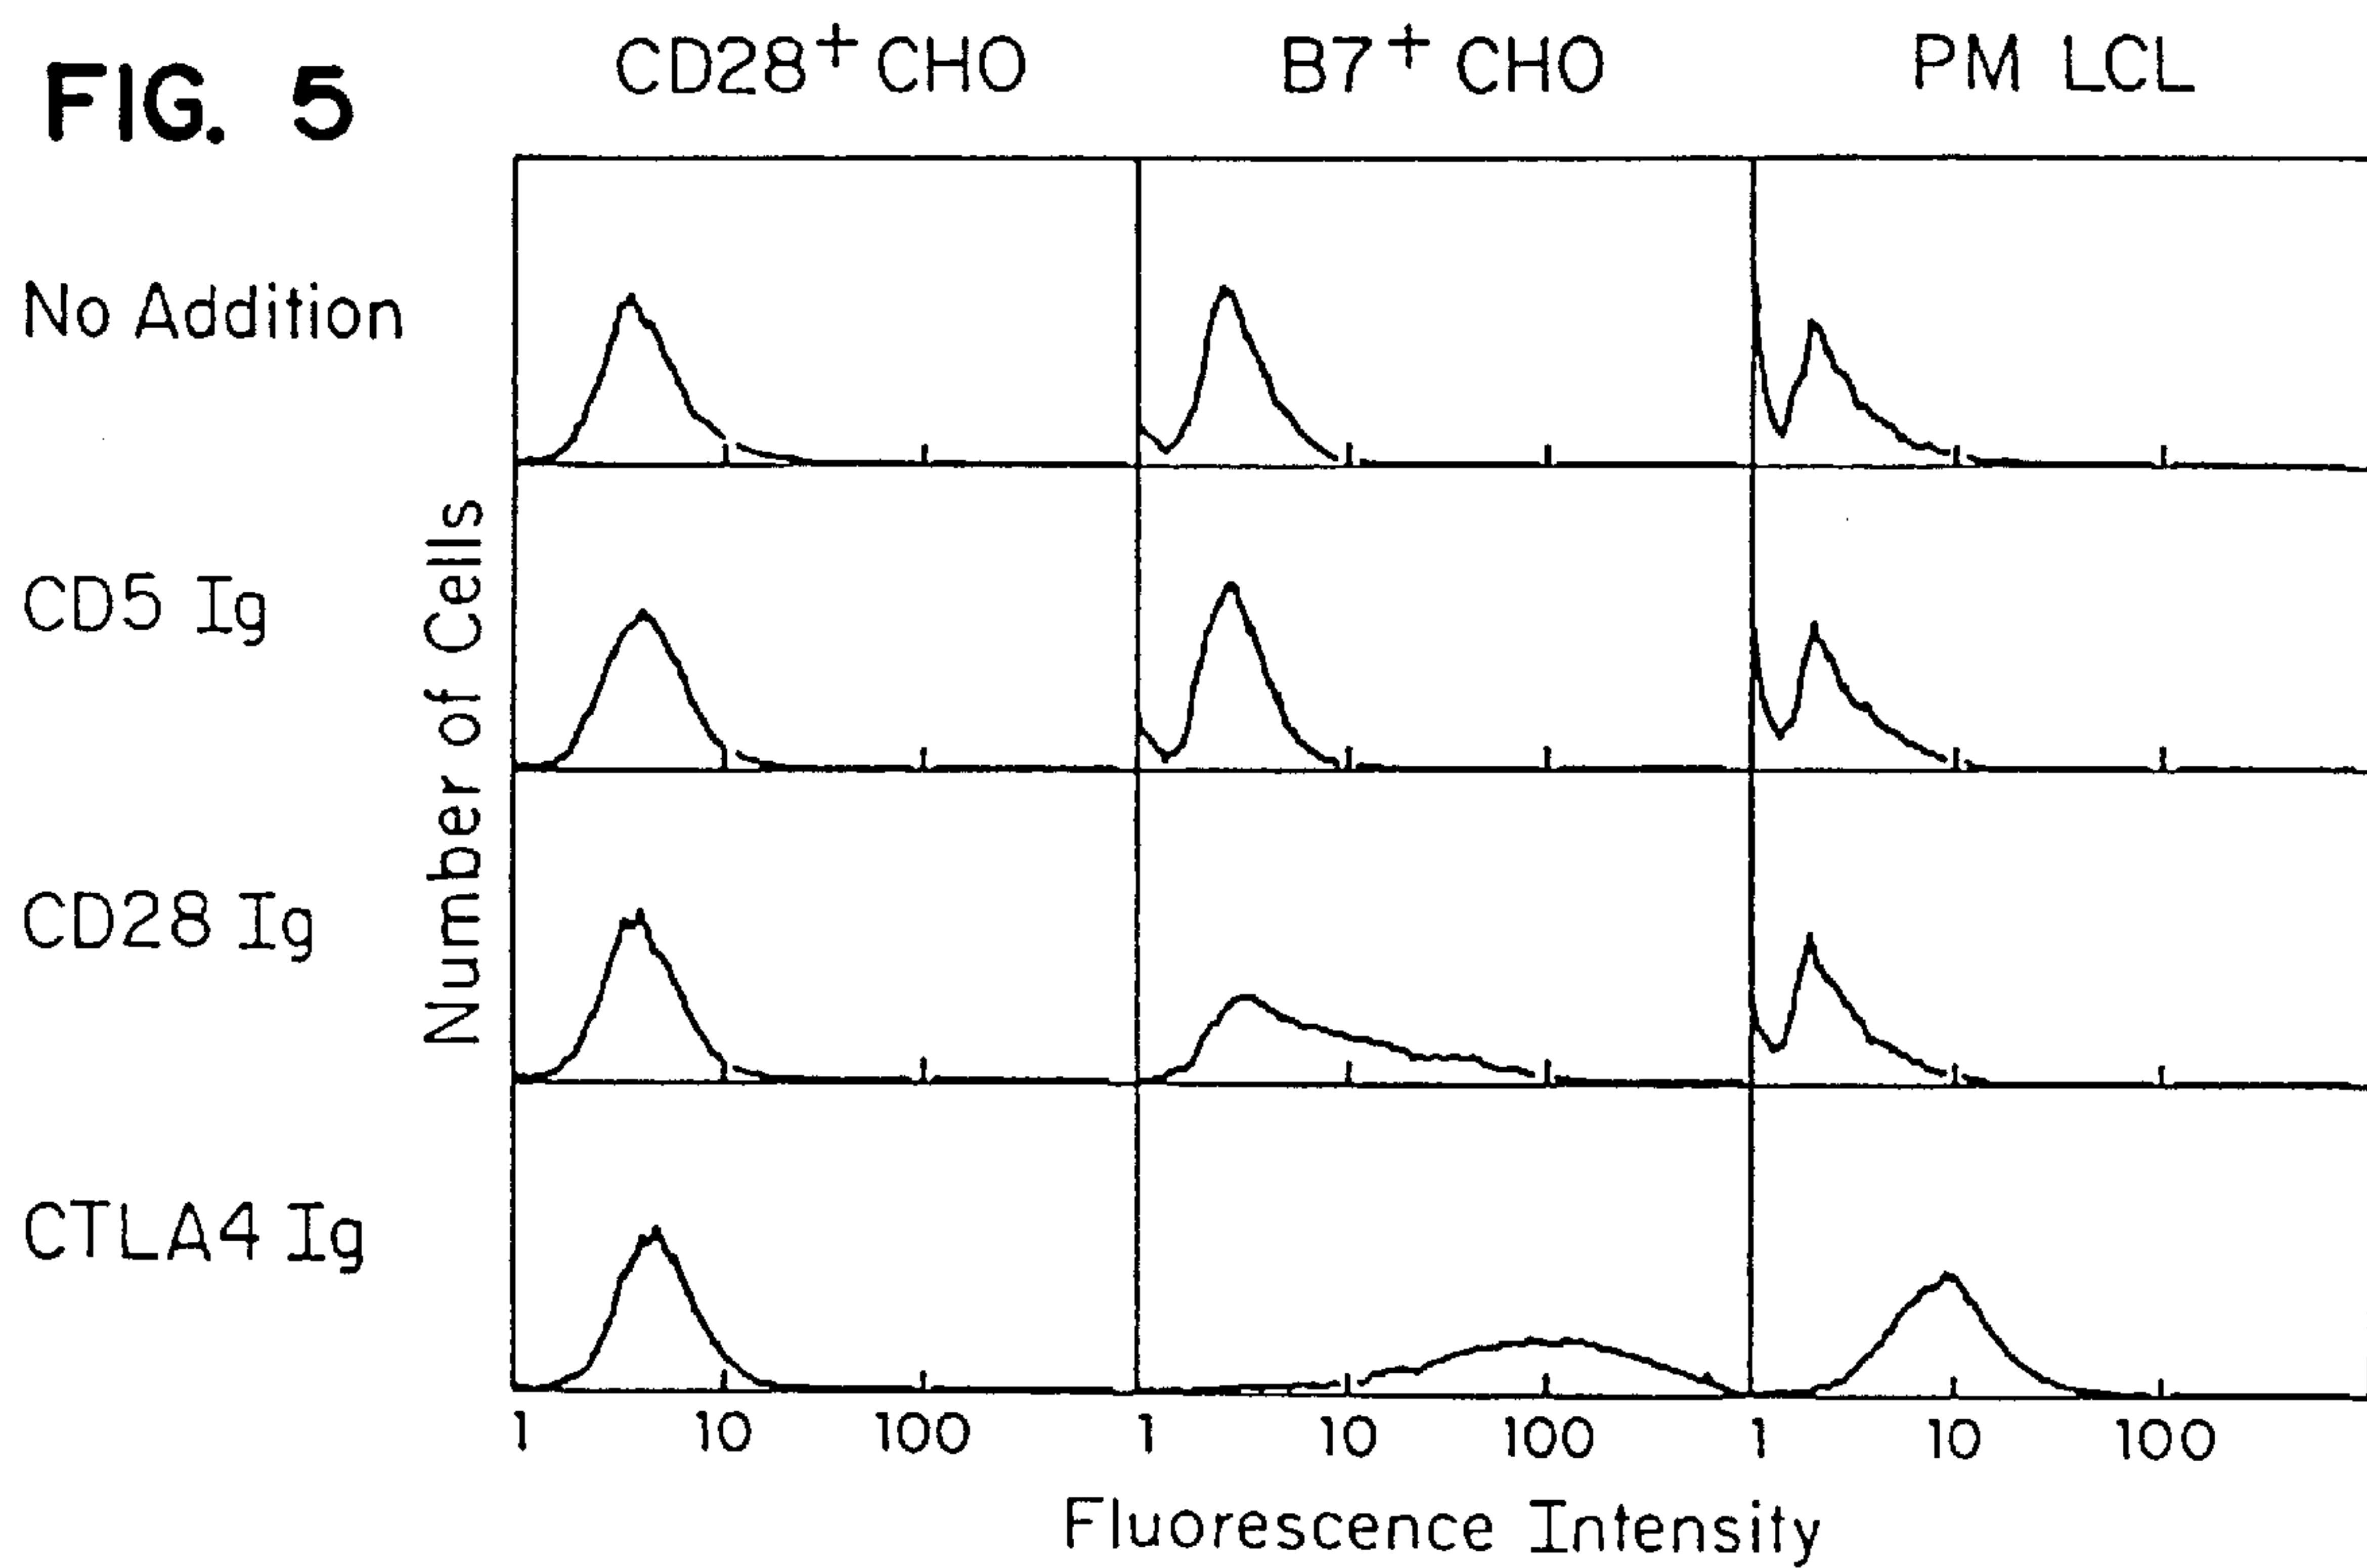 FIG. 5
CD28+ CHO
B7+ CHO
PM LCL
No Addition
CD5 Ig
CD28 Ig
CTLA4 Ig
Number of Cells
1 10 100 1 10 100 1 10 100
Fluorescence Intensity